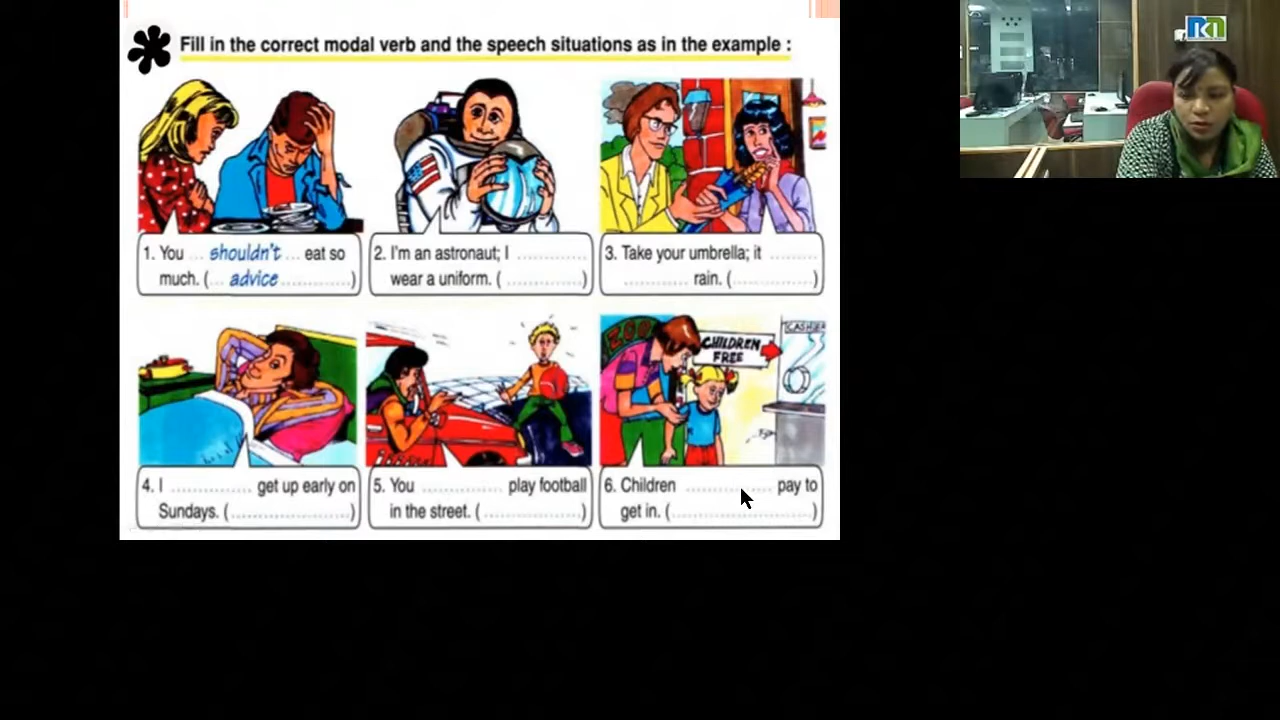 Fill in the correct modal verb and the speech situations as in the example :
1. You ... shouldn't ... eat so
much. (... advice ..............)
2. I'm an astronaut; I ..............
wear a uniform. (..................)
3. Take your umbrella; it .........
............... rain. (..................)
4. I ................ get up early on
Sundays. (........................)
5. You ................ play football
in the street. (....................)
6. Children ................. pay to
get in. (.............................)
ZOO
CHILDREN
FREE
CASHIER